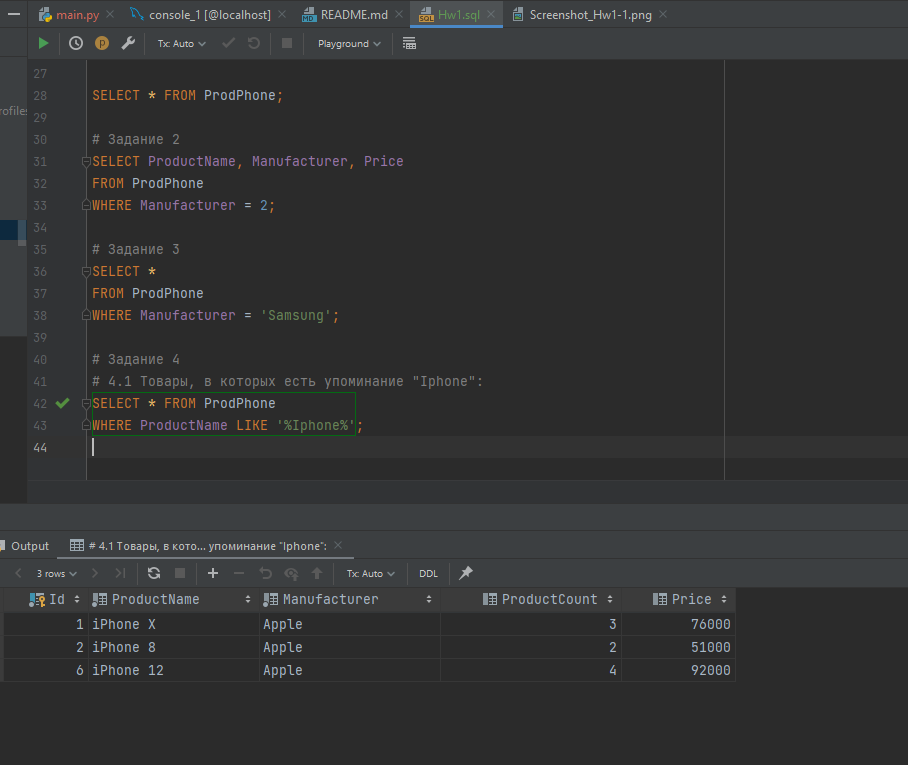 main.py console_1 [@localhost] README.md Hw1.sql Screenshot_Hw1-1.png
Tx: Auto Playground
rofiles
27
28 SELECT * FROM ProdPhone;
29
30 # Задание 2
31 SELECT ProductName, Manufacturer, Price
32 FROM ProdPhone
33 WHERE Manufacturer = 2;
34
35 # Задание 3
36 SELECT *
37 FROM ProdPhone
38 WHERE Manufacturer = 'Samsung';
39
40 # Задание 4
41 # 4.1 Товары, в которых есть упоминание "Iphone":
42 SELECT * FROM ProdPhone
43 WHERE ProductName LIKE '%Iphone%';
44
Output # 4.1 Товары, в кото... упоминание "Iphone":
3 rows Tx: Auto DDL
Id ProductName Manufacturer ProductCount Price
1 iPhone X Apple 3 76000
2 iPhone 8 Apple 2 51000
6 iPhone 12 Apple 4 92000